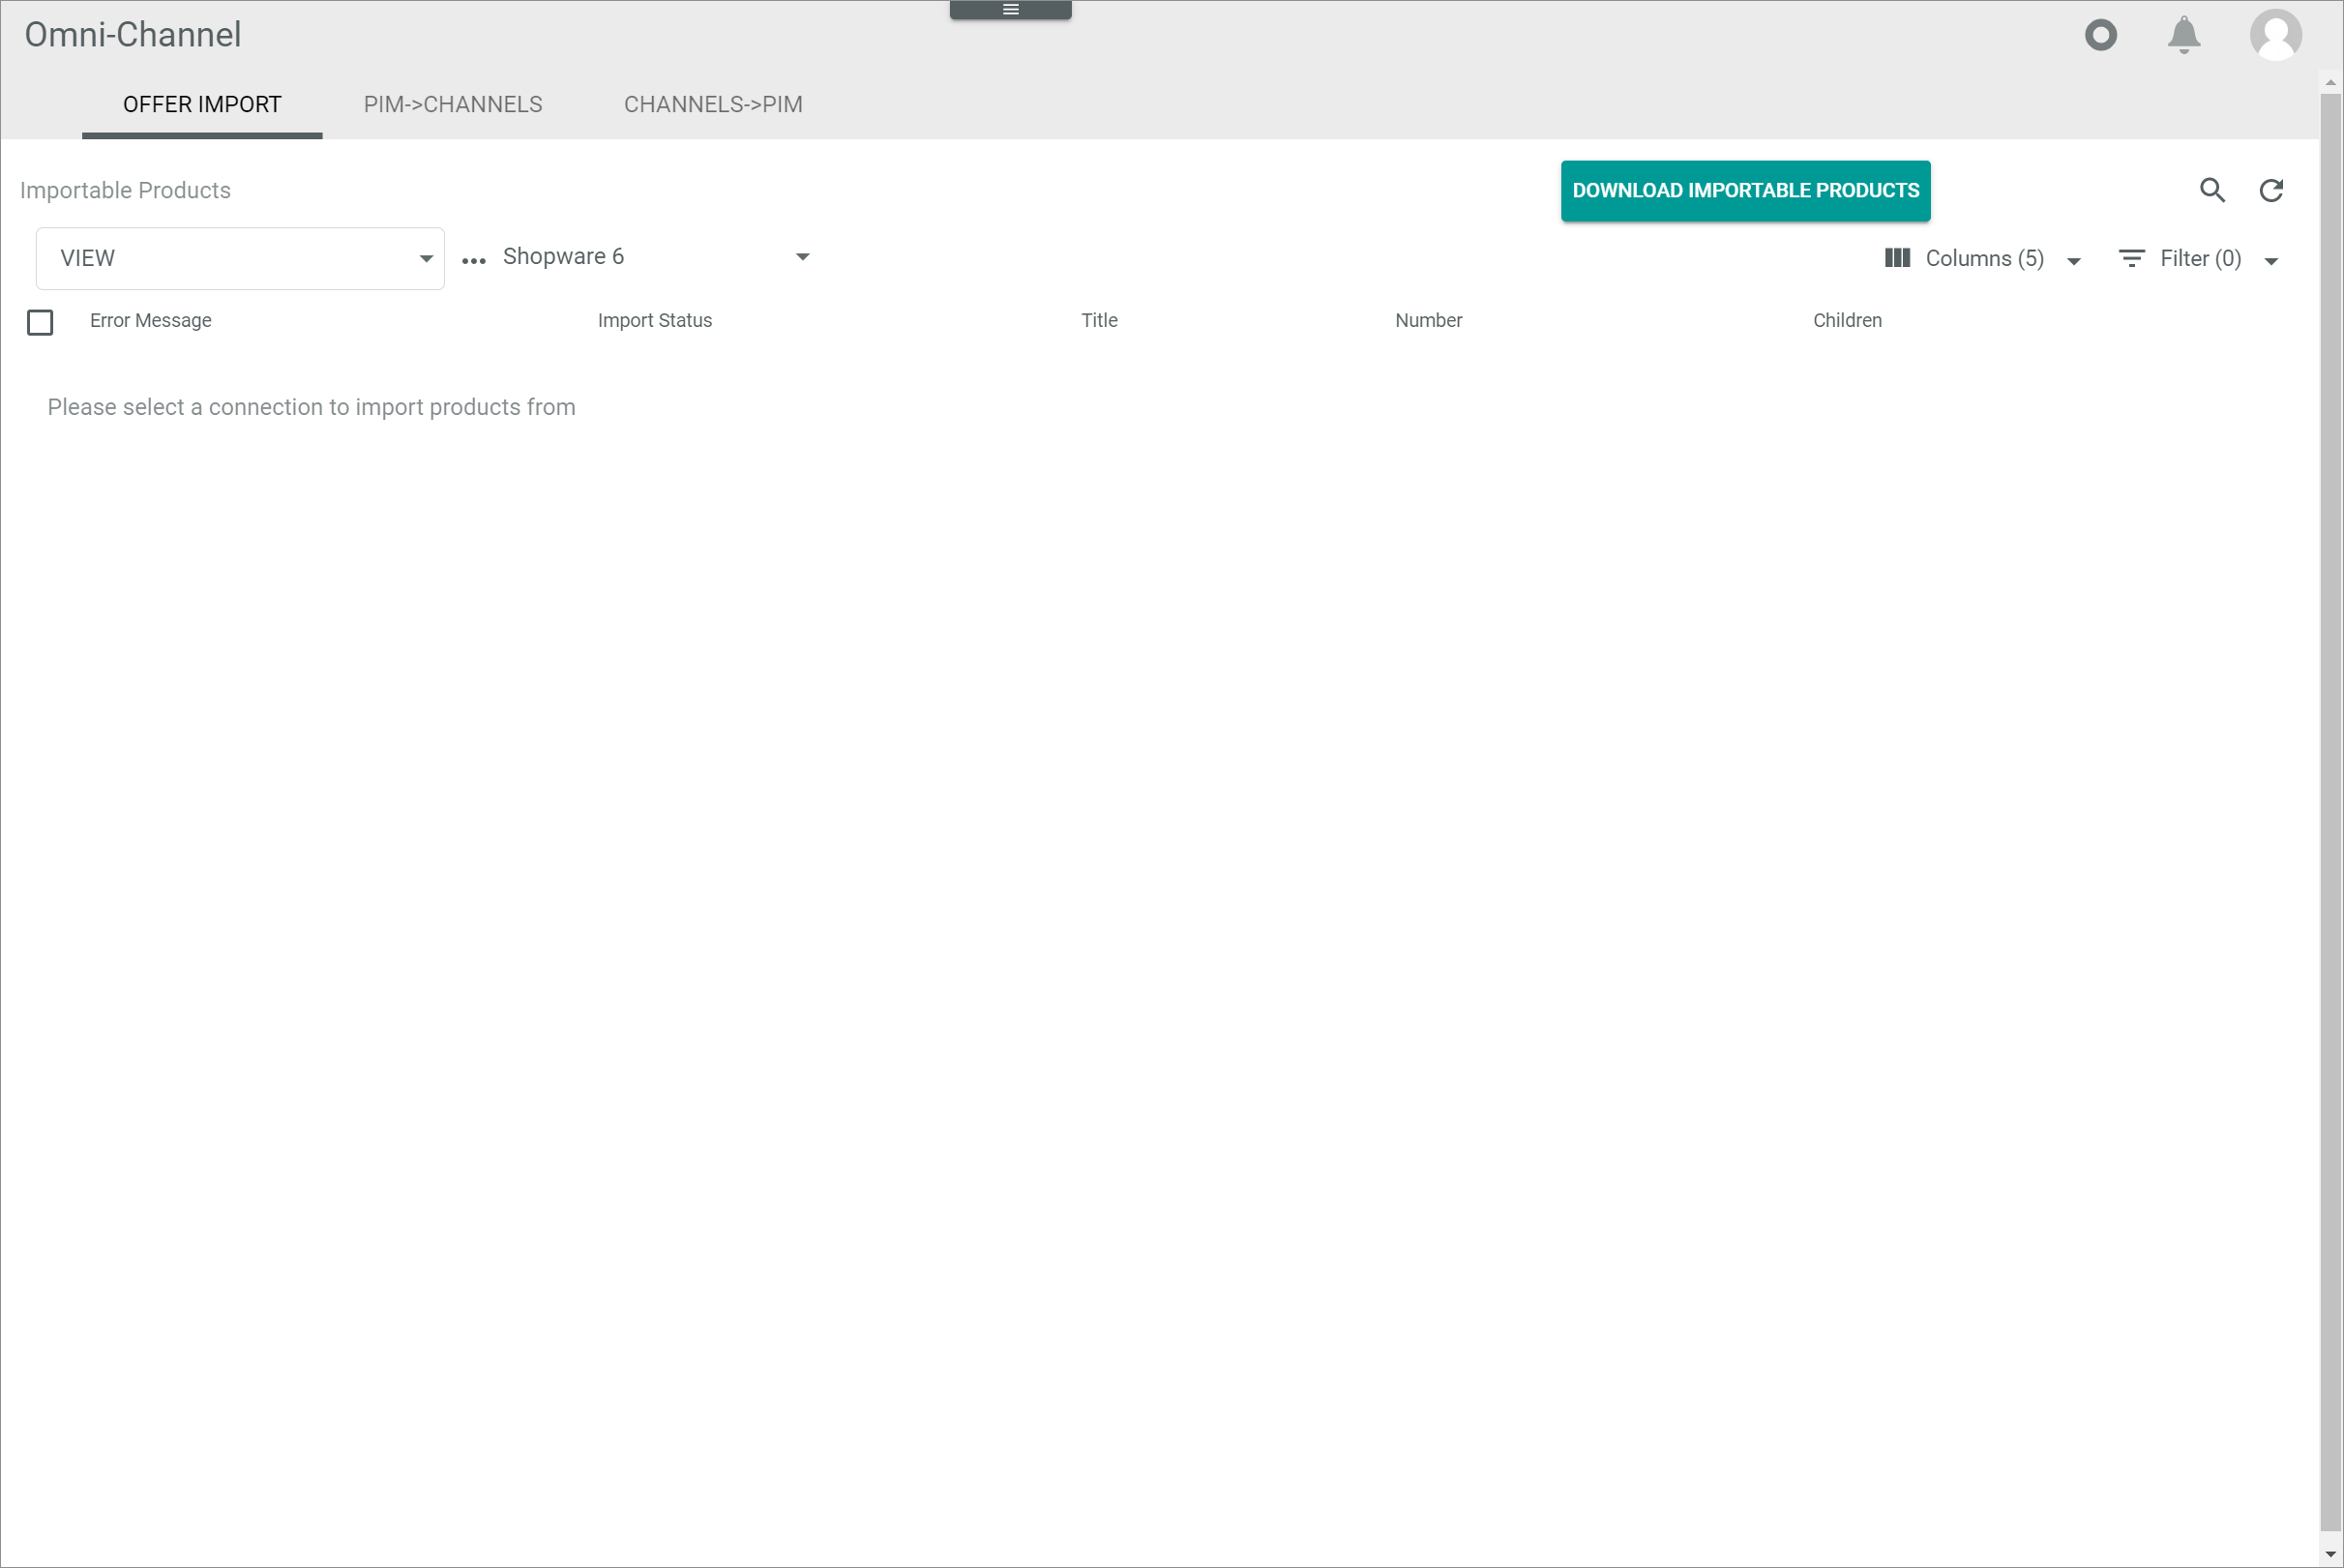 Omni-Channel
OFFER IMPORT PIM->CHANNELS CHANNELS->PIM
Importable Products DOWNLOAD IMPORTABLE PRODUCTS
VIEW ... Shopware 6 Columns (5) Filter (0)
Error Message Import Status Title Number Children
Please select a connection to import products from